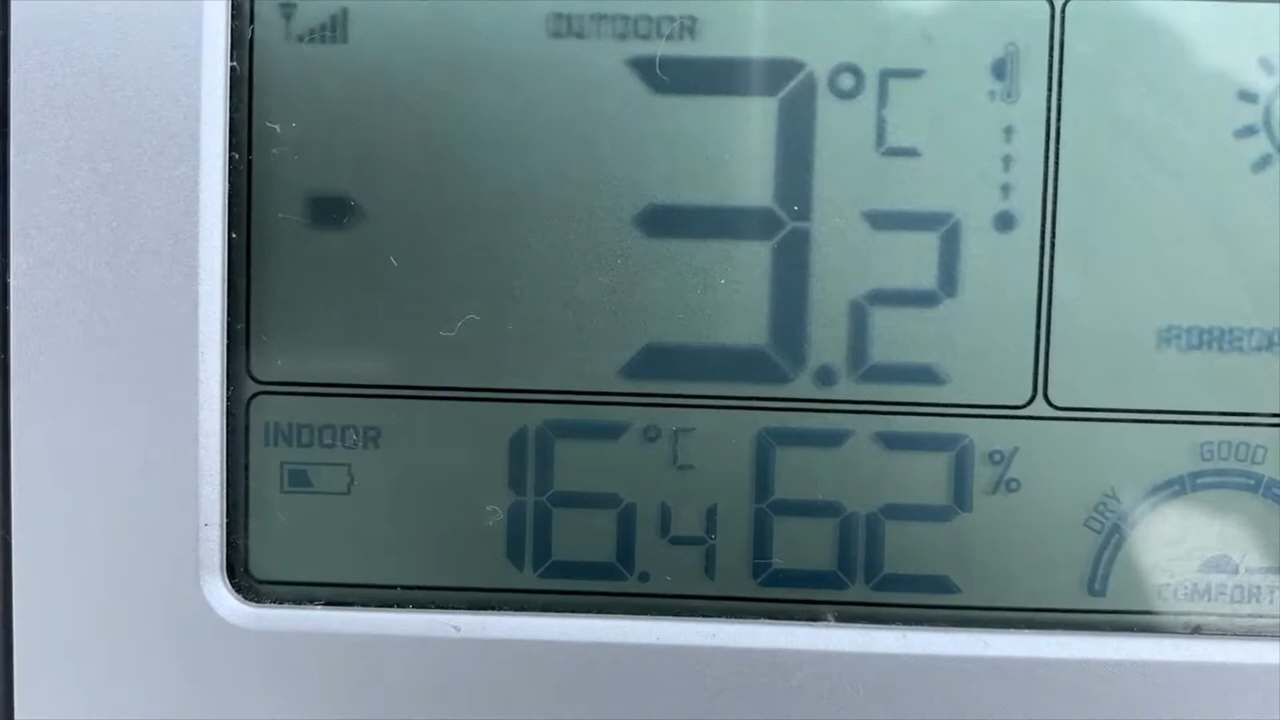 OUTDOOR
3.2 °C
INDOOR
16.4 °C 62 %
DRY GOOD
COMFORT